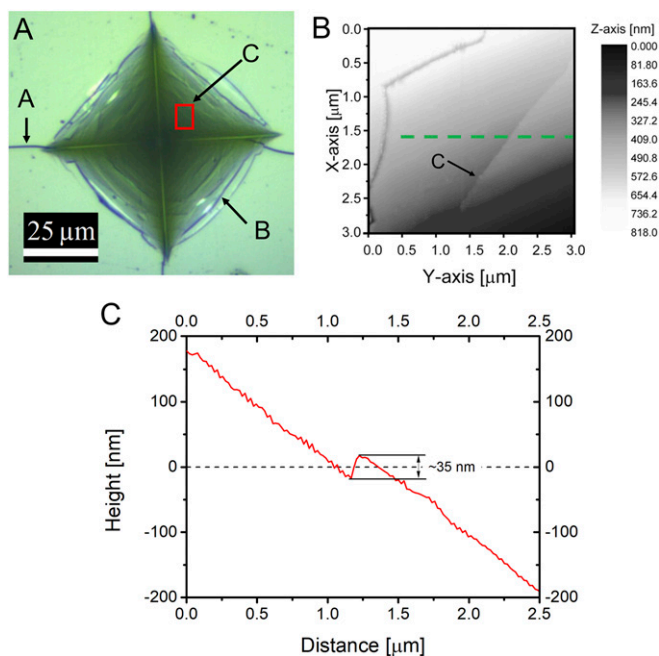 A
A
C
B
25 μm
B
Z-axis [nm]
0.000
81.80
163.6
245.4
327.2
409.0
490.8
572.6
654.4
736.2
818.0
X-axis [μm]
0.0
0.5
1.0
1.5
2.0
2.5
3.0
C
0.0 0.5 1.0 1.5 2.0 2.5 3.0
Y-axis [μm]
C
0.0 0.5 1.0 1.5 2.0 2.5
200 200
100 100
0 0
-100 -100
-200 -200
~35 nm
Height [nm]
0.0 0.5 1.0 1.5 2.0 2.5
Distance [μm]